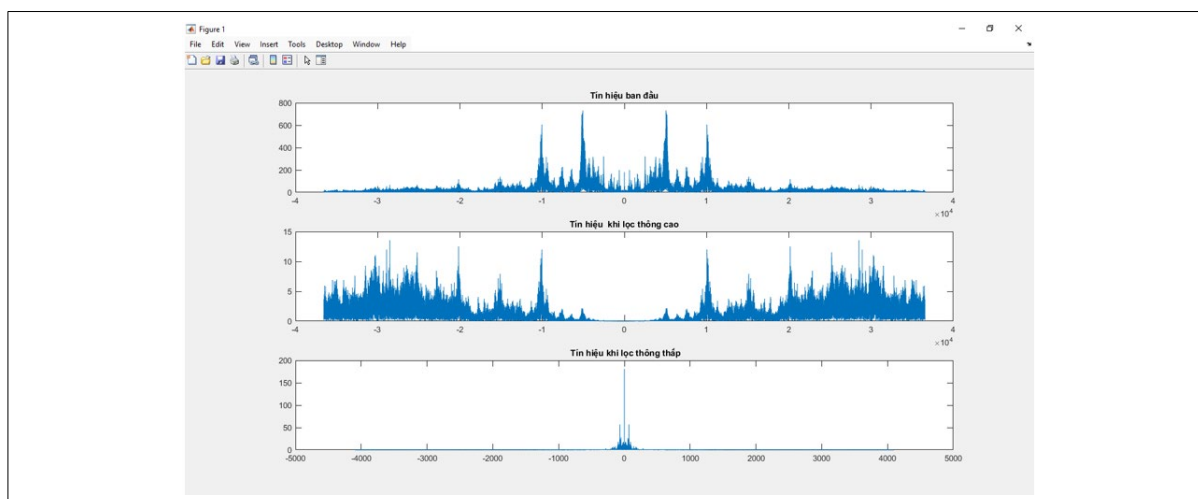 Figure 1
File Edit View Insert Tools Desktop Window Help
Tín hiệu ban đầu
800
600
400
200
0
-4 -3 -2 -1 0 1 2 3 4
×10^4
Tín hiệu khi lọc thông cao
15
10
5
0
-4 -3 -2 -1 0 1 2 3 4
×10^4
Tín hiệu khi lọc thông thấp
200
150
100
50
0
-5000 -4000 -3000 -2000 -1000 0 1000 2000 3000 4000 5000